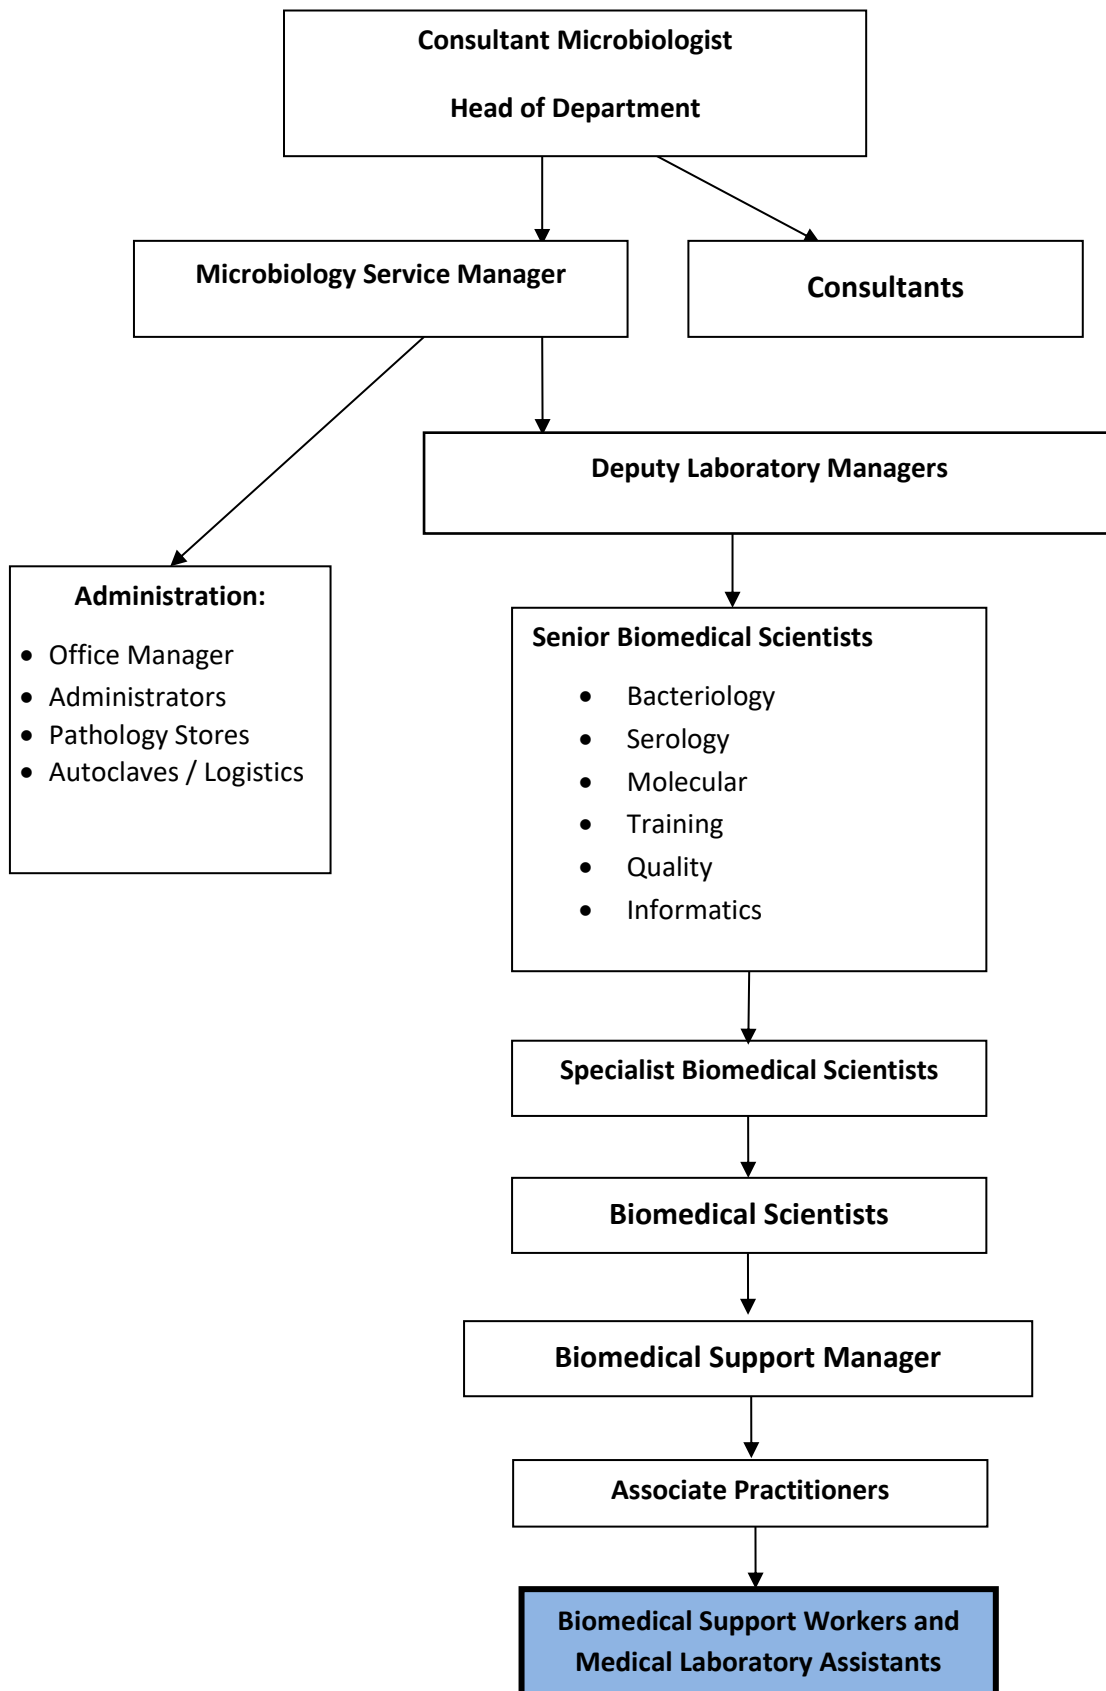 Consultant Microbiologist
Head of Department
Microbiology Service Manager
Consultants
Deputy Laboratory Managers
Administration:
• Office Manager
• Administrators
• Pathology Stores
• Autoclaves / Logistics
Senior Biomedical Scientists
• Bacteriology
• Serology
• Molecular
• Training
• Quality
• Informatics
Specialist Biomedical Scientists
Biomedical Scientists
Biomedical Support Manager
Associate Practitioners
Biomedical Support Workers and
Medical Laboratory Assistants